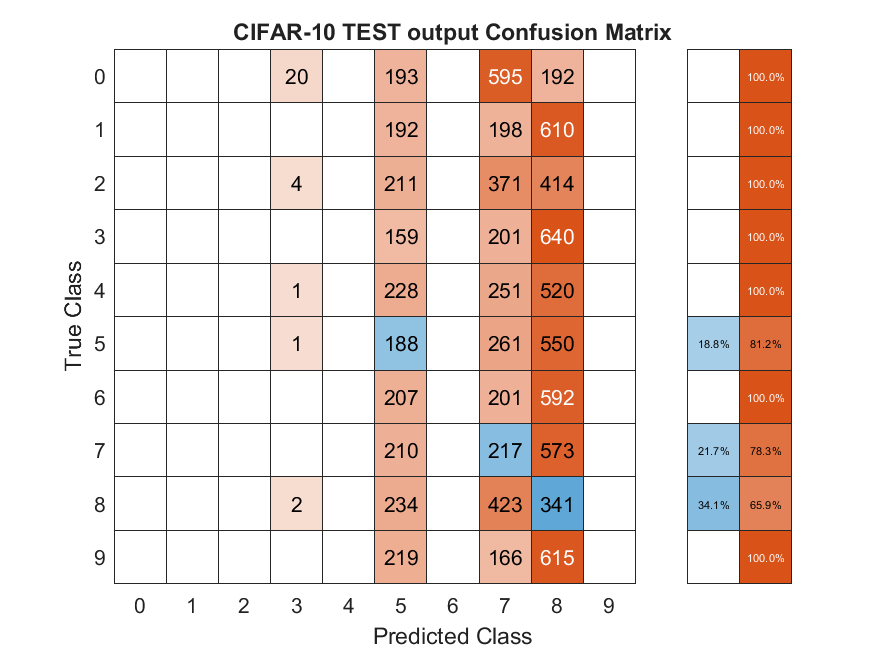 CIFAR-10 TEST output Confusion Matrix
0 20 193 595 192 100.0%
1 192 198 610 100.0%
2 4 211 371 414 100.0%
3 159 201 640 100.0%
4 1 228 251 520 100.0%
5 1 188 261 550 18.8% 81.2%
6 207 201 592 100.0%
7 210 217 573 21.7% 78.3%
8 2 234 423 341 34.1% 65.9%
9 219 166 615 100.0%
True Class
0 1 2 3 4 5 6 7 8 9
Predicted Class